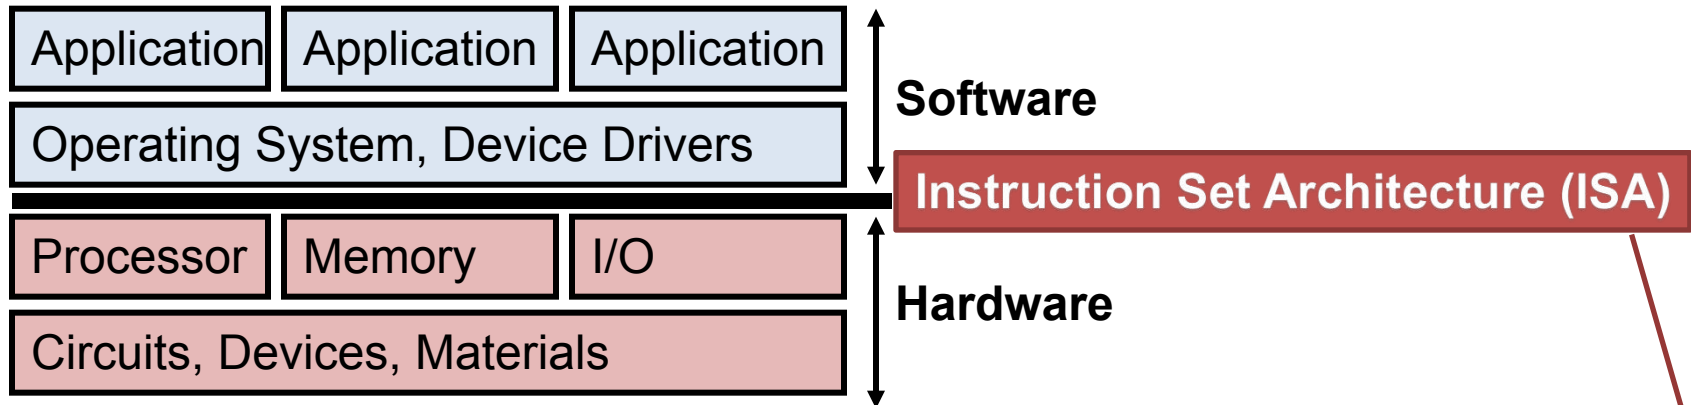 Application Application Application
Software
Operating System, Device Drivers
Instruction Set Architecture (ISA)
Processor Memory I/O
Hardware
Circuits, Devices, Materials